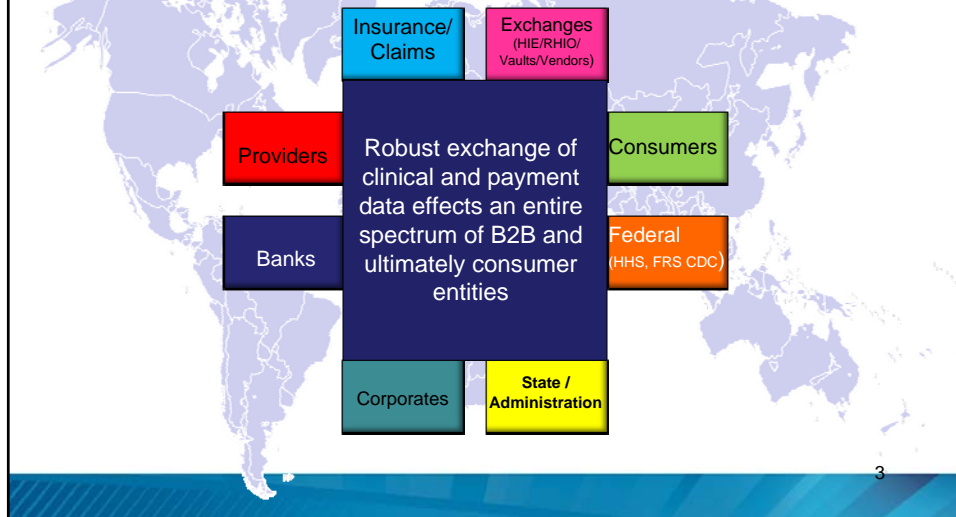 Insurance/
Claims
Exchanges
(HIE/RHIO/
Vaults/Vendors)
Providers
Robust exchange of
clinical and payment
data effects an entire
spectrum of B2B and
ultimately consumer
entities
Consumers
Banks
Federal
(HHS, FRS CDC)
Corporates
State /
Administration
3